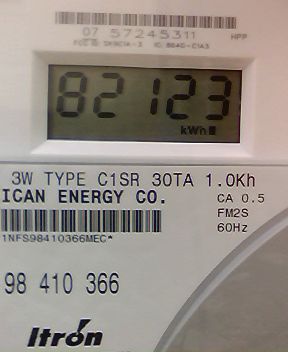 07 57245311 HPP
82123
kWh
3W TYPE C1SR 30TA 1.0Kh
ICAN ENERGY CO.
CA 0.5
FM2S
60Hz
1NFS98410366MEC*
98 410 366
Itron